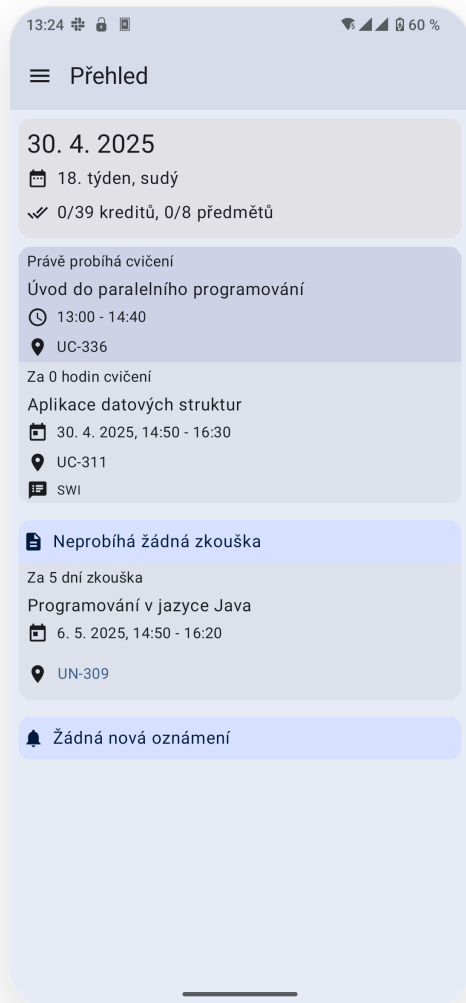 13:24 60 %
Přehled
30. 4. 2025
18. týden, sudý
0/39 kreditů, 0/8 předmětů
Právě probíhá cvičení
Úvod do paralelního programování
13:00 - 14:40
UC-336
Za 0 hodin cvičení
Aplikace datových struktur
30. 4. 2025, 14:50 - 16:30
UC-311
SWI
Neprobíhá žádná zkouška
Za 5 dní zkouška
Programování v jazyce Java
6. 5. 2025, 14:50 - 16:20
UN-309
Žádná nová oznámení